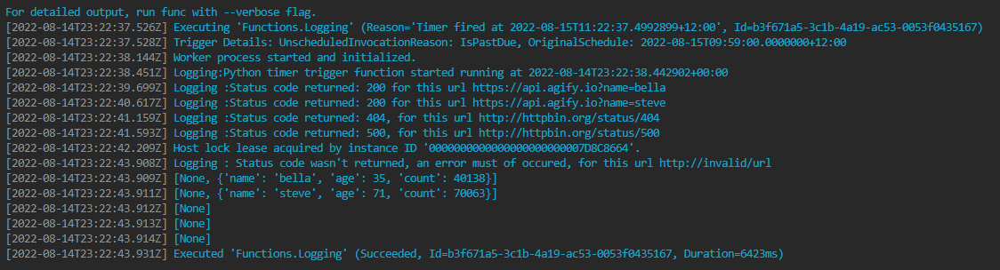 For detailed output, run func with --verbose flag.
[2022-08-14T23:22:37.526Z] Executing 'Functions.Logging' (Reason='Timer fired at 2022-08-15T11:22:37.4992899+12:00', Id=b3f671a5-3c1b-4a19-ac53-0053f0435167)
[2022-08-14T23:22:37.528Z] Trigger Details: UnscheduledInvocationReason: IsPastDue, OriginalSchedule: 2022-08-15T09:59:00.0000000+12:00
[2022-08-14T23:22:38.144Z] Worker process started and initialized.
[2022-08-14T23:22:38.451Z] Logging:Python timer trigger function started running at 2022-08-14T23:22:38.442902+00:00
[2022-08-14T23:22:39.699Z] Logging :Status code returned: 200 for this url https://api.agify.io?name=bella
[2022-08-14T23:22:40.617Z] Logging :Status code returned: 200 for this url https://api.agify.io?name=steve
[2022-08-14T23:22:41.159Z] Logging :Status code returned: 404, for this url http://httpbin.org/status/404
[2022-08-14T23:22:41.593Z] Logging :Status code returned: 500, for this url http://httpbin.org/status/500
[2022-08-14T23:22:42.209Z] Host lock lease acquired by instance ID '0000000000000000000000007D8C8664'.
[2022-08-14T23:22:43.908Z] Logging : Status code wasn't returned, an error must of occured, for this url http://invalid/url
[2022-08-14T23:22:43.909Z] [None, {'name': 'bella', 'age': 35, 'count': 40138}]
[2022-08-14T23:22:43.911Z] [None, {'name': 'steve', 'age': 71, 'count': 70063}]
[2022-08-14T23:22:43.912Z] [None]
[2022-08-14T23:22:43.913Z] [None]
[2022-08-14T23:22:43.914Z] [None]
[2022-08-14T23:22:43.931Z] Executed 'Functions.Logging' (Succeeded, Id=b3f671a5-3c1b-4a19-ac53-0053f0435167, Duration=6423ms)